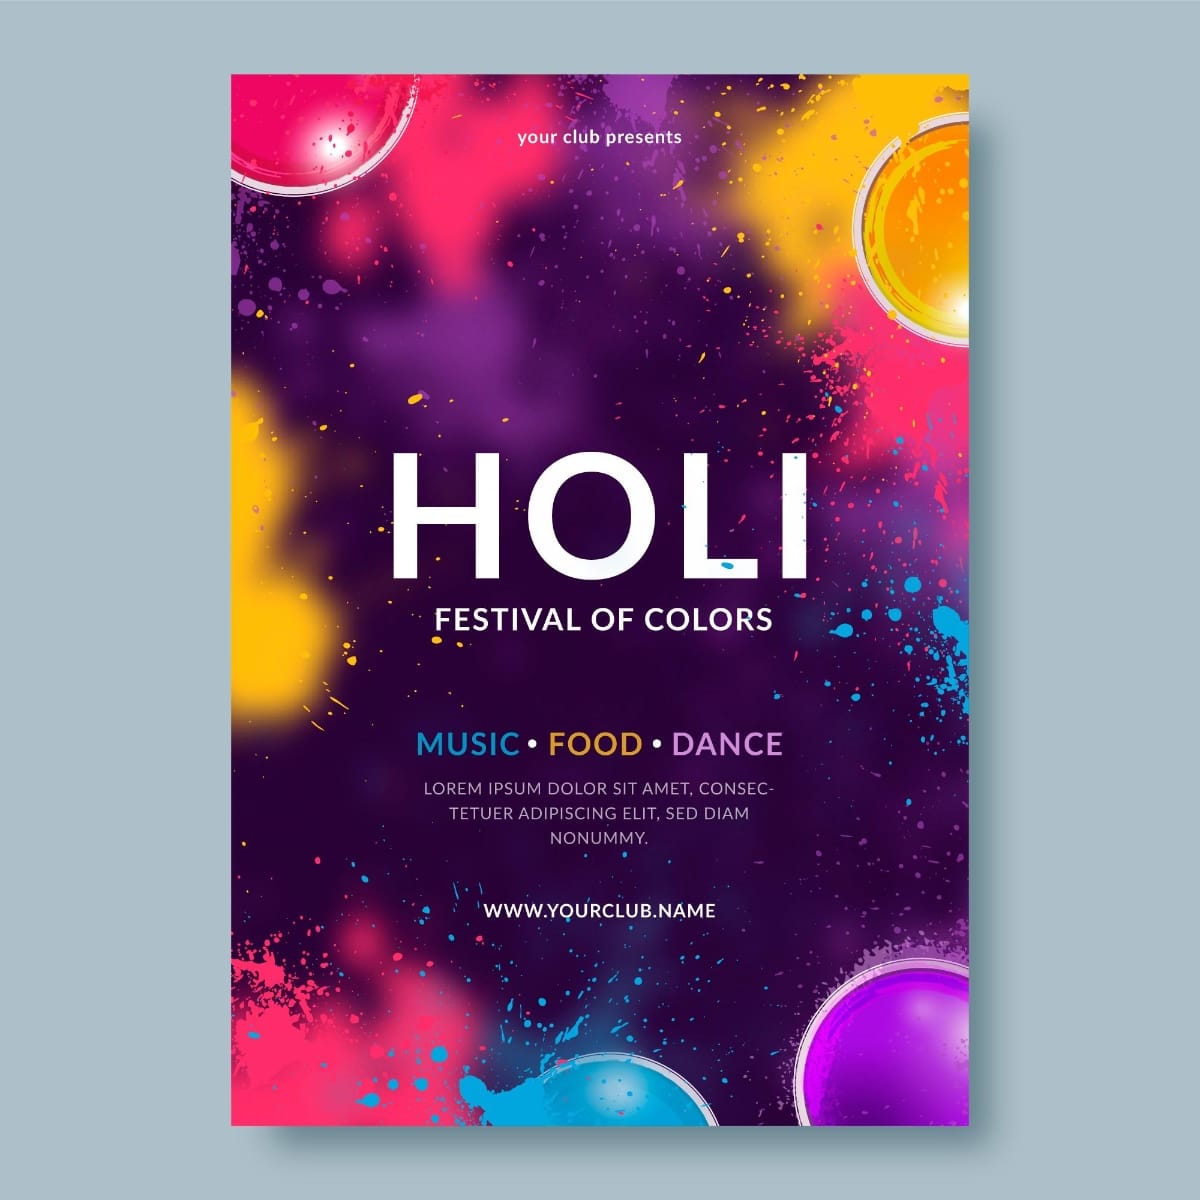 your club presents
HOLI
FESTIVAL OF COLORS
MUSIC • FOOD • DANCE
LOREM IPSUM DOLOR SIT AMET, CONSEC-
TETUER ADIPISCING ELIT, SED DIAM
NONUMMY.
WWW.YOURCLUB.NAME